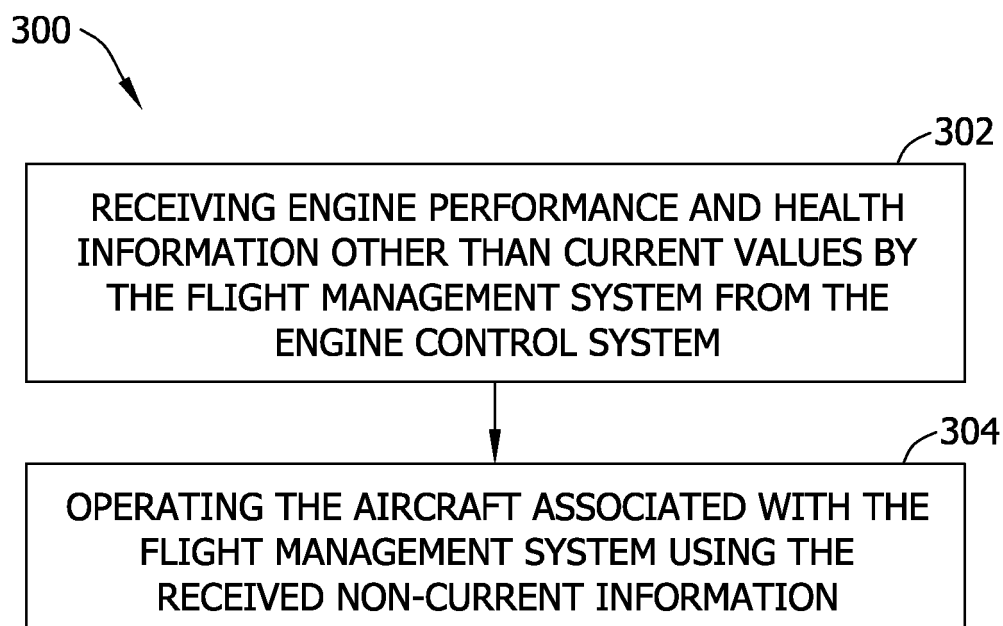 300
302
RECEIVING ENGINE PERFORMANCE AND HEALTH
INFORMATION OTHER THAN CURRENT VALUES BY
THE FLIGHT MANAGEMENT SYSTEM FROM THE
ENGINE CONTROL SYSTEM
304
OPERATING THE AIRCRAFT ASSOCIATED WITH THE
FLIGHT MANAGEMENT SYSTEM USING THE
RECEIVED NON-CURRENT INFORMATION